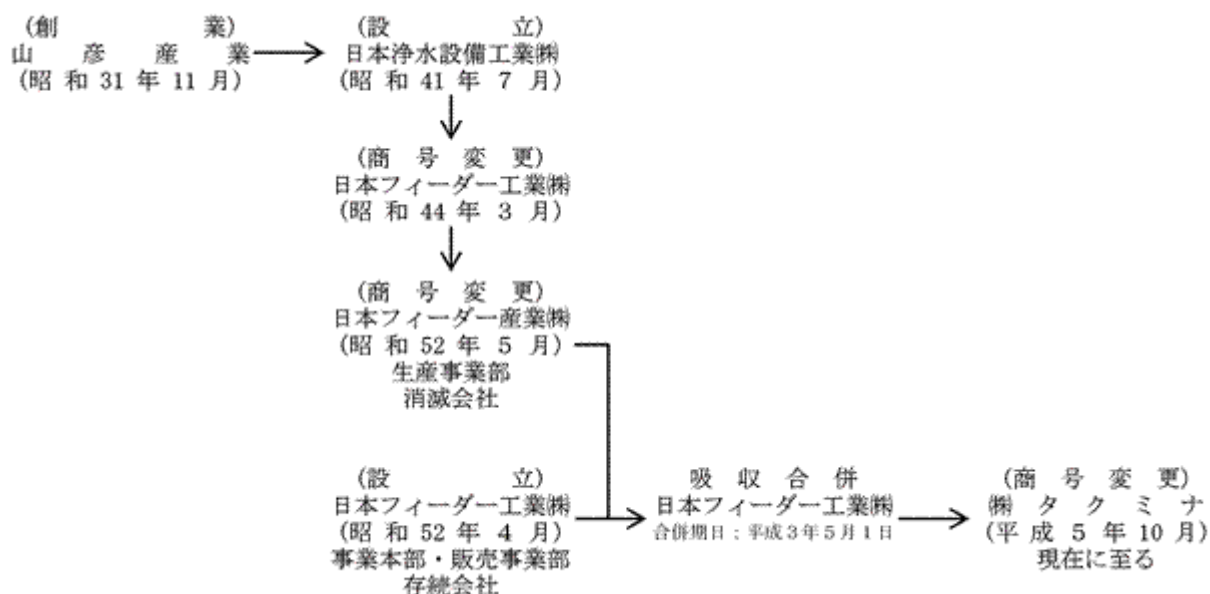 (創業)
山彦産業
(昭和31年11月)
(設立)
日本浄水設備工業㈱
(昭和41年7月)
(商号変更)
日本フィーダー工業㈱
(昭和44年3月)
(商号変更)
日本フィーダー産業㈱
(昭和52年5月)
生産事業部
消滅会社
(設立)
日本フィーダー工業㈱
(昭和52年4月)
事業本部・販売事業部
存続会社
吸収合併
日本フィーダー工業㈱
合併期日：平成3年5月1日
(商号変更)
㈱タクミナ
(平成5年10月)
現在に至る